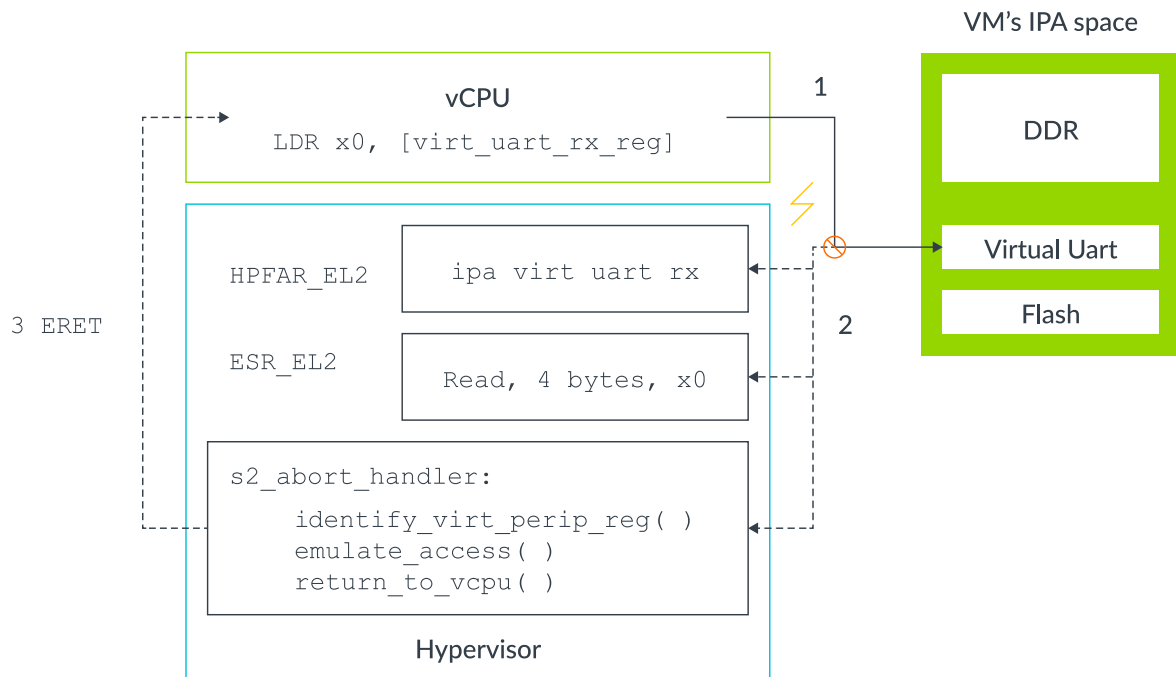 VM’s IPA space
vCPU
1
LDR x0, [virt_uart_rx_reg]
DDR
HPFAR_EL2
ipa virt uart rx
Virtual Uart
Flash
3 ERET
2
ESR_EL2
Read, 4 bytes, x0
s2_abort_handler:
identify_virt_perip_reg( )
emulate_access( )
return_to_vcpu( )
Hypervisor